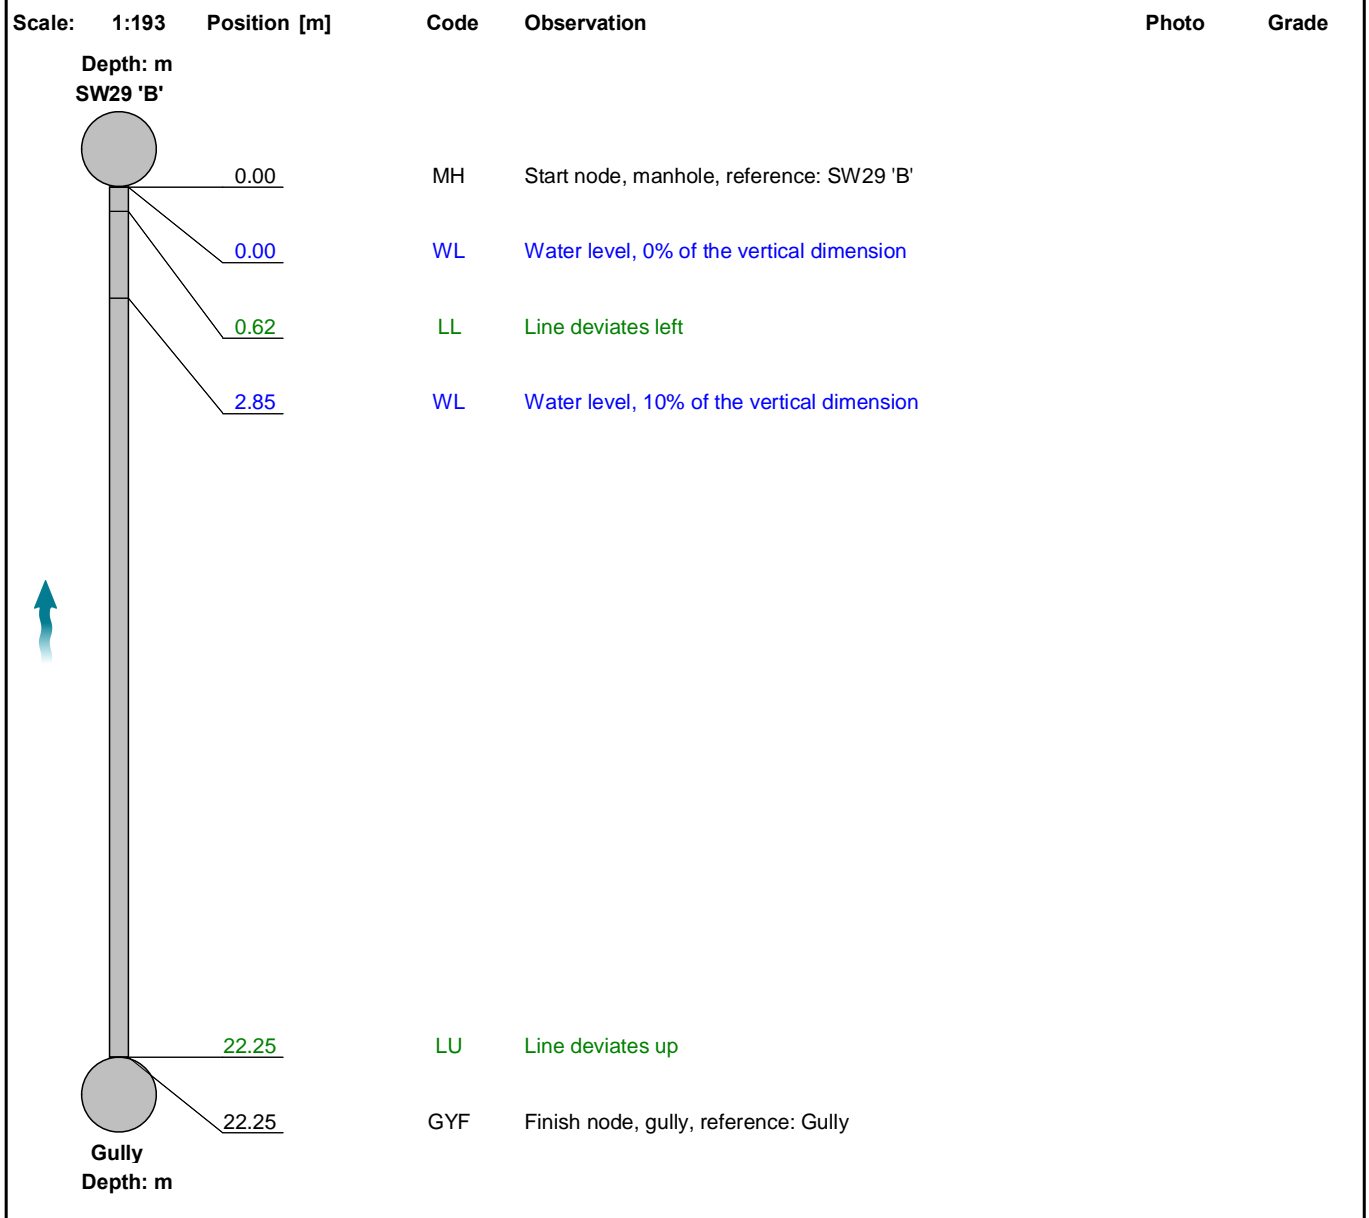 Scale: 1:193 Position [m] Code Observation Photo Grade
Depth: m
SW29 'B'
0.00 MH Start node, manhole, reference: SW29 'B'
0.00 WL Water level, 0% of the vertical dimension
0.62 LL Line deviates left
2.85 WL Water level, 10% of the vertical dimension
22.25 LU Line deviates up
22.25 GYF Finish node, gully, reference: Gully
Gully
Depth: m